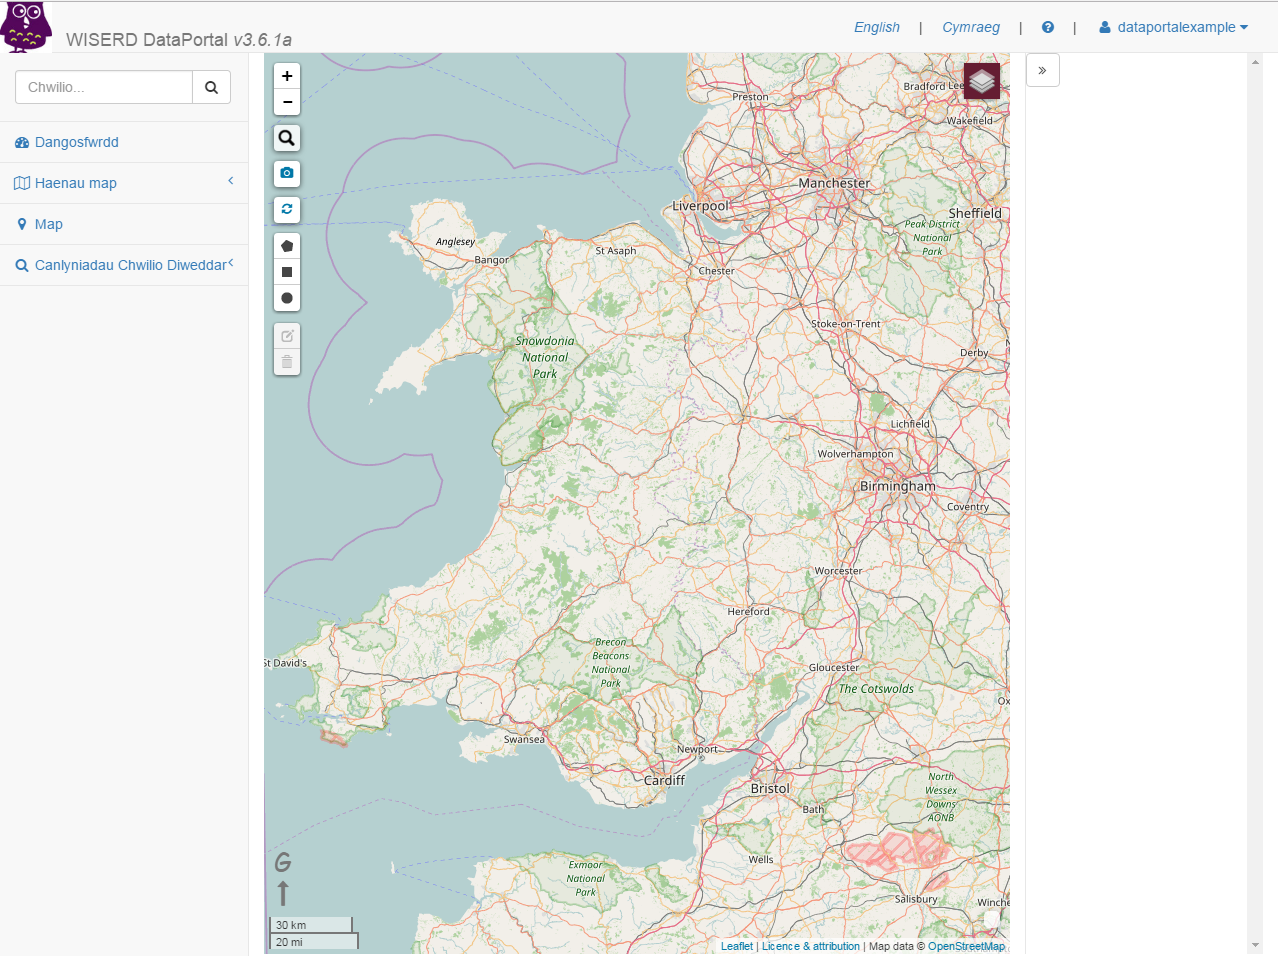 WISERD DataPortal v3.6.1a
English | Cymraeg | ? | dataportalexample
Chwilio...
Dangosfwrdd
Haenau map
Map
Canlyniadau Chwilio Diweddar
+
-
»
Preston
Bradford
Lee
Wakefield
Manchester
Liverpool
Sheffield
Peak District
National
Park
Anglesey
Bangor
St Asaph
Chester
Stoke-on-Trent
Snowdonia
National
Park
Derby
Lichfield
Wolverhampton
Birmingham
Coventry
Worcester
Hereford
Brecon
Beacons
National
Park
St David's
Gloucester
The Cotswolds
Ox
Swansea
Newport
Cardiff
Bristol
North
Wessex
Downs
AONB
Bath
Wells
Exmoor
National
Park
Salisbury
Winche
G
30 km
20 mi
Leaflet | Licence & attribution | Map data © OpenStreetMap